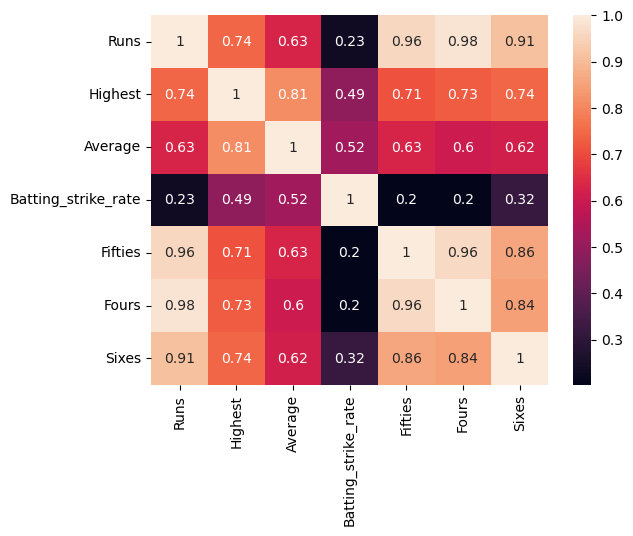 Runs 1 0.74 0.63 0.23 0.96 0.98 0.91
Highest 0.74 1 0.81 0.49 0.71 0.73 0.74
Average 0.63 0.81 1 0.52 0.63 0.6 0.62
Batting_strike_rate 0.23 0.49 0.52 1 0.2 0.2 0.32
Fifties 0.96 0.71 0.63 0.2 1 0.96 0.86
Fours 0.98 0.73 0.6 0.2 0.96 1 0.84
Sixes 0.91 0.74 0.62 0.32 0.86 0.84 1
Runs
Highest
Average
Batting_strike_rate
Fifties
Fours
Sixes
1.0
0.9
0.8
0.7
0.6
0.5
0.4
0.3